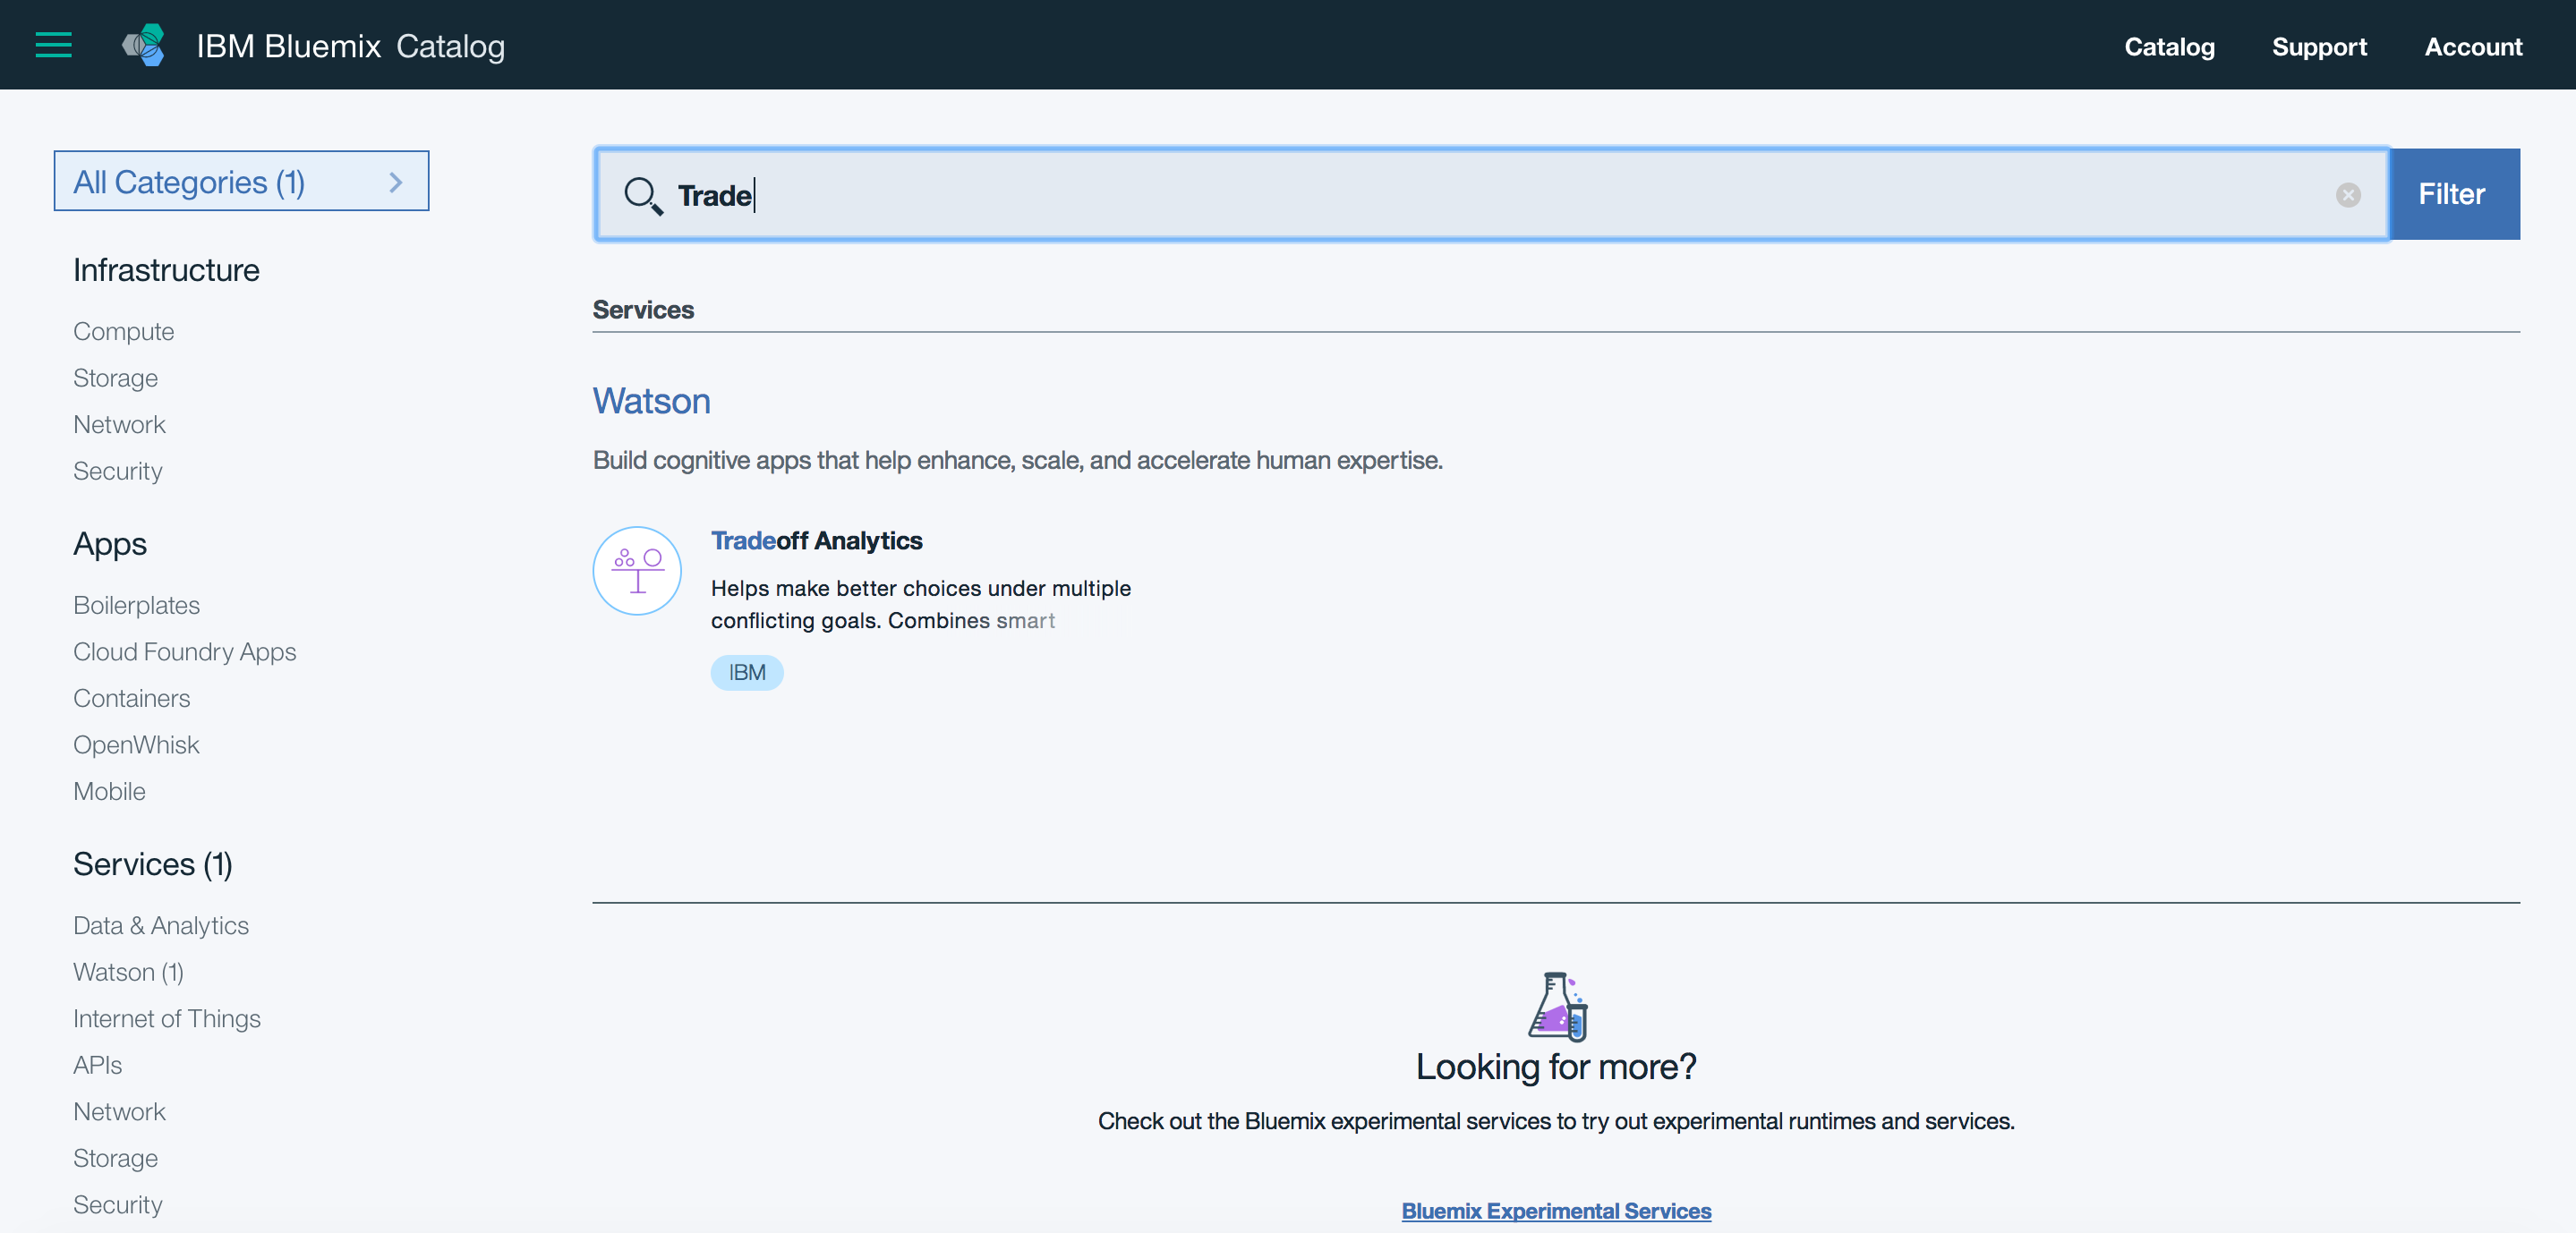 IBM Bluemix Catalog
Catalog Support Account
All Categories (1)
Infrastructure
Compute
Storage
Network
Security
Apps
Boilerplates
Cloud Foundry Apps
Containers
OpenWhisk
Mobile
Services (1)
Data & Analytics
Watson (1)
Internet of Things
APIs
Network
Storage
Security
Trade
Filter
Services
Watson
Build cognitive apps that help enhance, scale, and accelerate human expertise.
Tradeoff Analytics
Helps make better choices under multiple
conflicting goals. Combines smart
IBM
Looking for more?
Check out the Bluemix experimental services to try out experimental runtimes and services.
Bluemix Experimental Services